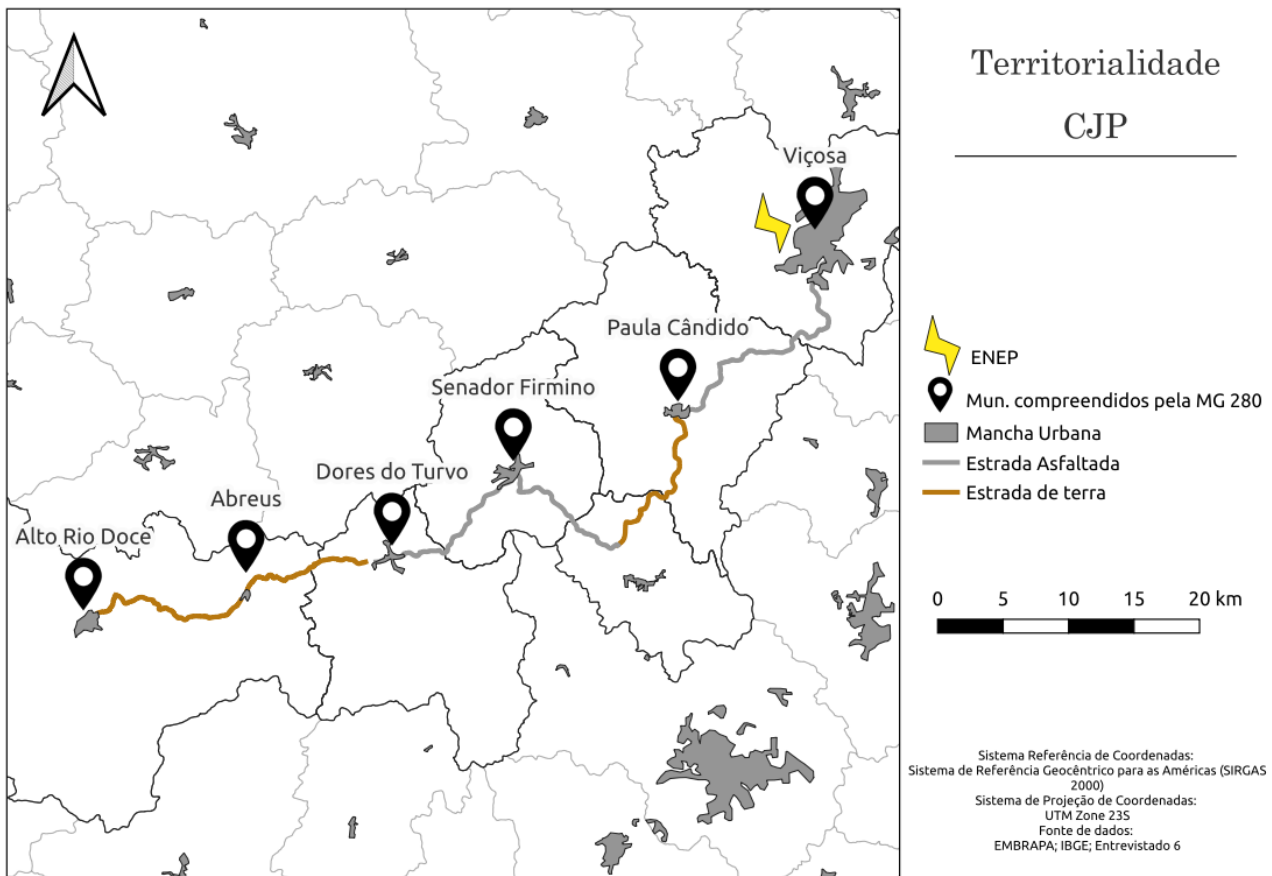 Territorialidade
CJP
Viçosa
Paula Cândido
Senador Firmino
Dores do Turvo
Abreus
Alto Rio Doce
ENEP
Mun. compreendidos pela MG 280
Mancha Urbana
Estrada Asfaltada
Estrada de terra
0 5 10 15 20 km
Sistema Referência de Coordenadas:
Sistema de Referência Geocêntrico para as Américas (SIRGAS
2000)
Sistema de Projeção de Coordenadas:
UTM Zone 23S
Fonte de dados:
EMBRAPA; IBGE; Entrevistado 6